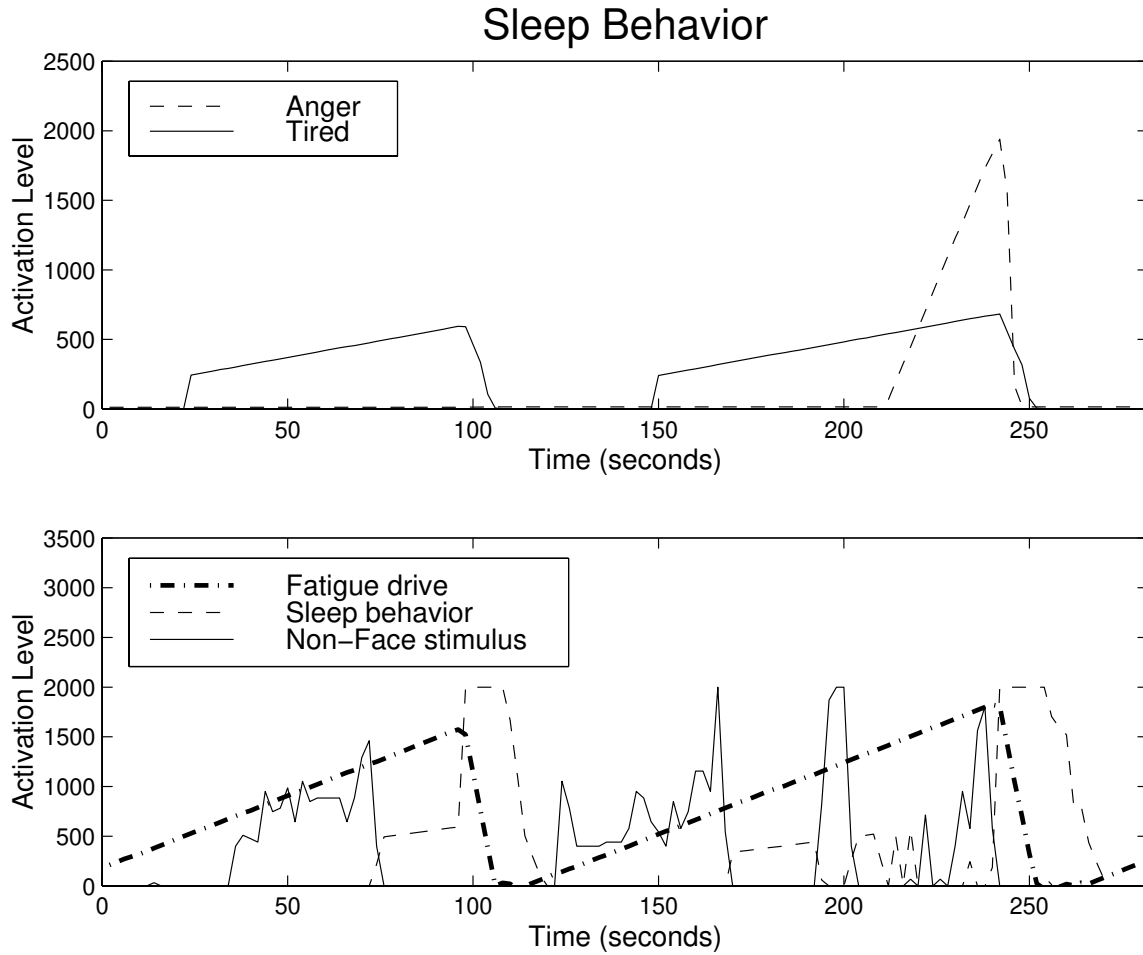 Sleep Behavior
2500
2000
1500
1000
500
0
Activation Level
Anger
Tired
0 50 100 150 200 250
Time (seconds)
3500
3000
2500
2000
1500
1000
500
0
Activation Level
Fatigue drive
Sleep behavior
Non−Face stimulus
0 50 100 150 200 250
Time (seconds)